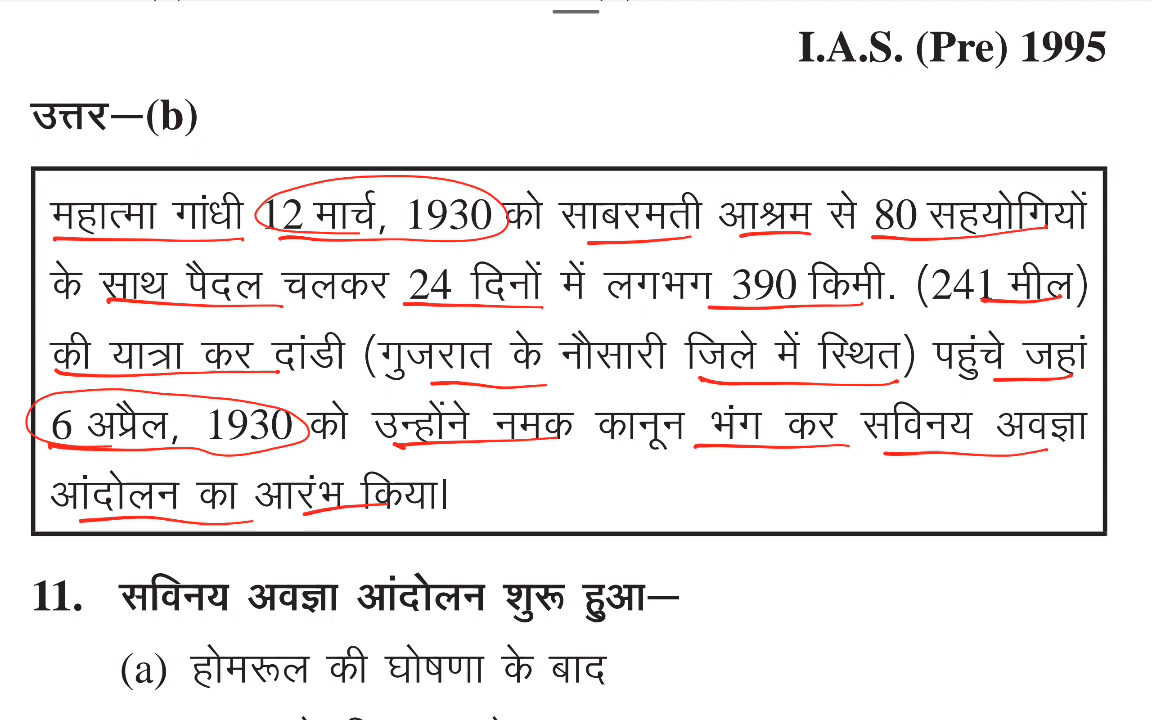 I.A.S. (Pre) 1995
उत्तर—(b)
महात्मा गांधी 12 मार्च, 1930 को साबरमती आश्रम से 80 सहयोगियों
के साथ पैदल चलकर 24 दिनों में लगभग 390 किमी. (241 मील)
की यात्रा कर दांडी (गुजरात के नौसारी जिले में स्थित) पहुंचे जहां
6 अप्रैल, 1930 को उन्होंने नमक कानून भंग कर सविनय अवज्ञा
आंदोलन का आरंभ किया।
11. सविनय अवज्ञा आंदोलन शुरू हुआ—
(a) होमरूल की घोषणा के बाद